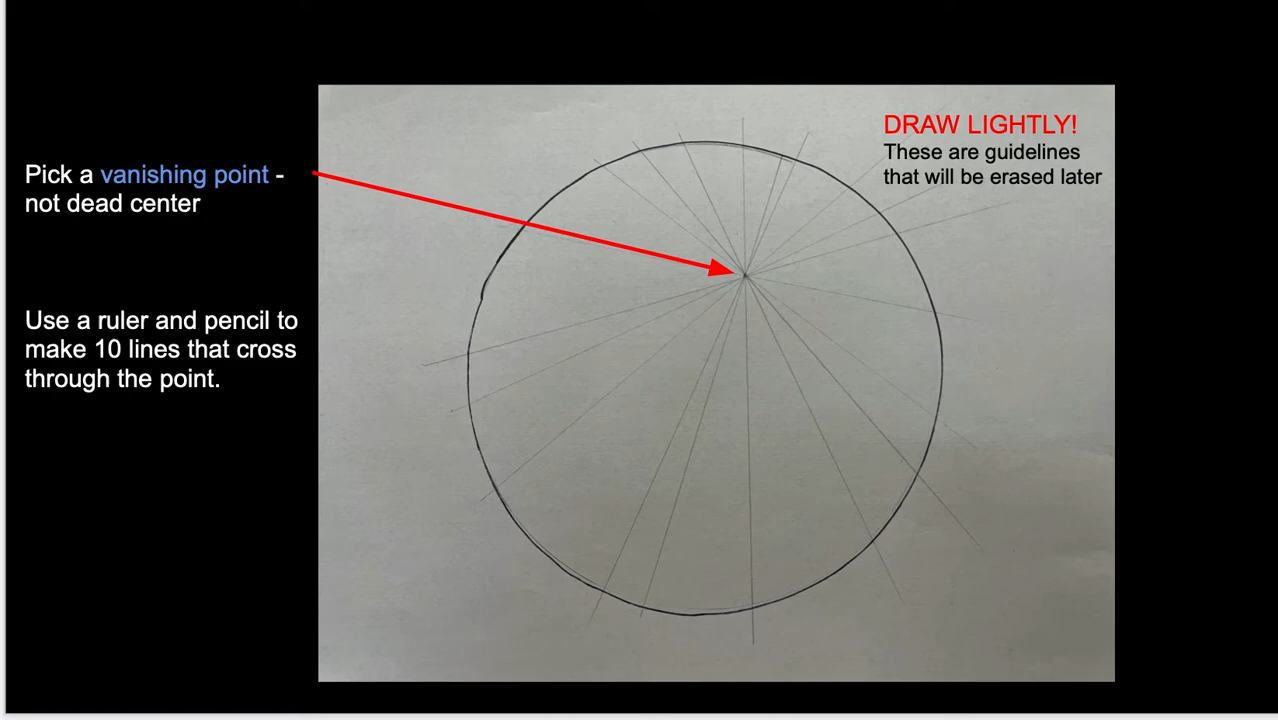 Pick a vanishing point -
not dead center
Use a ruler and pencil to
make 10 lines that cross
through the point.
DRAW LIGHTLY!
These are guidelines
that will be erased later